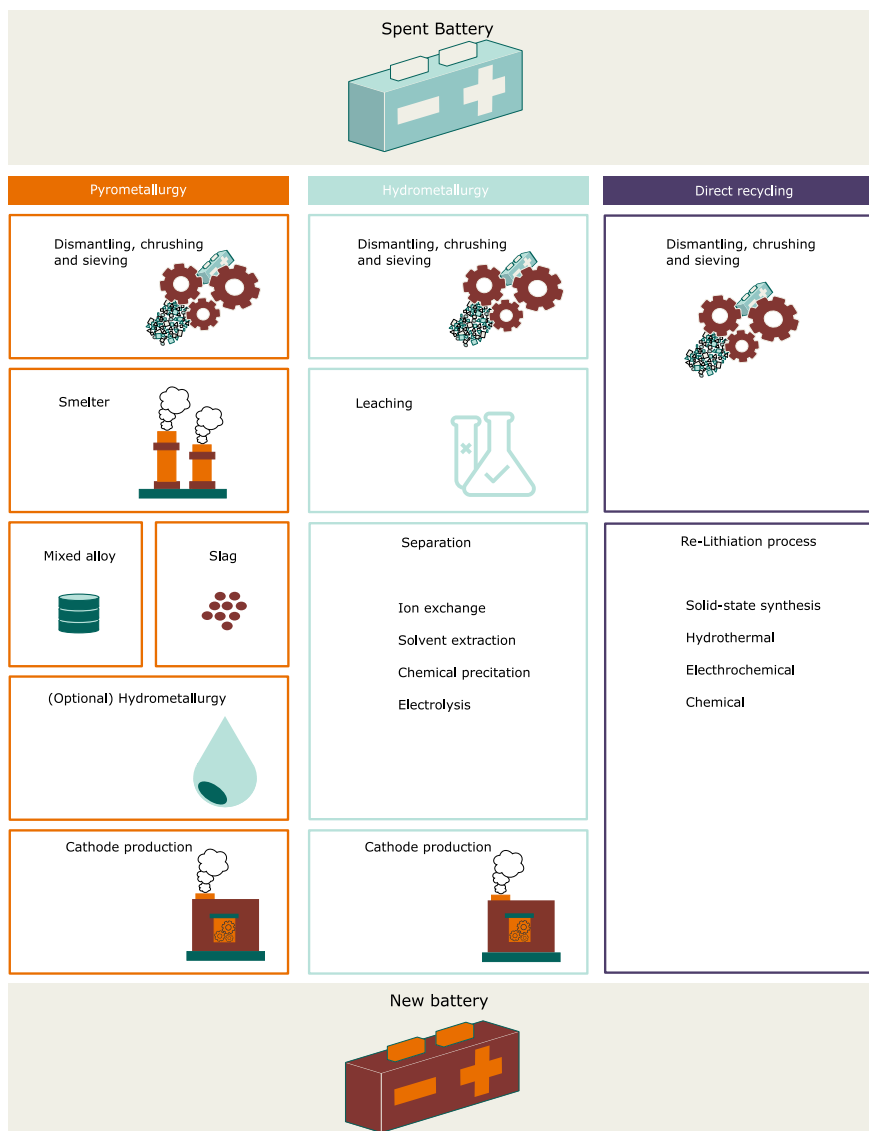 Spent Battery
Pyrometallurgy
Hydrometallurgy
Direct recycling
Dismantling, chrushing
and sieving
Dismantling, chrushing
and sieving
Dismantling, chrushing
and sieving
Smelter
Leaching
Mixed alloy
Slag
Separation
Ion exchange
Solvent extraction
Chemical precitation
Electrolysis
Re-Lithiation process
Solid-state synthesis
Hydrothermal
Electhrochemical
Chemical
(Optional) Hydrometallurgy
Cathode production
Cathode production
New battery